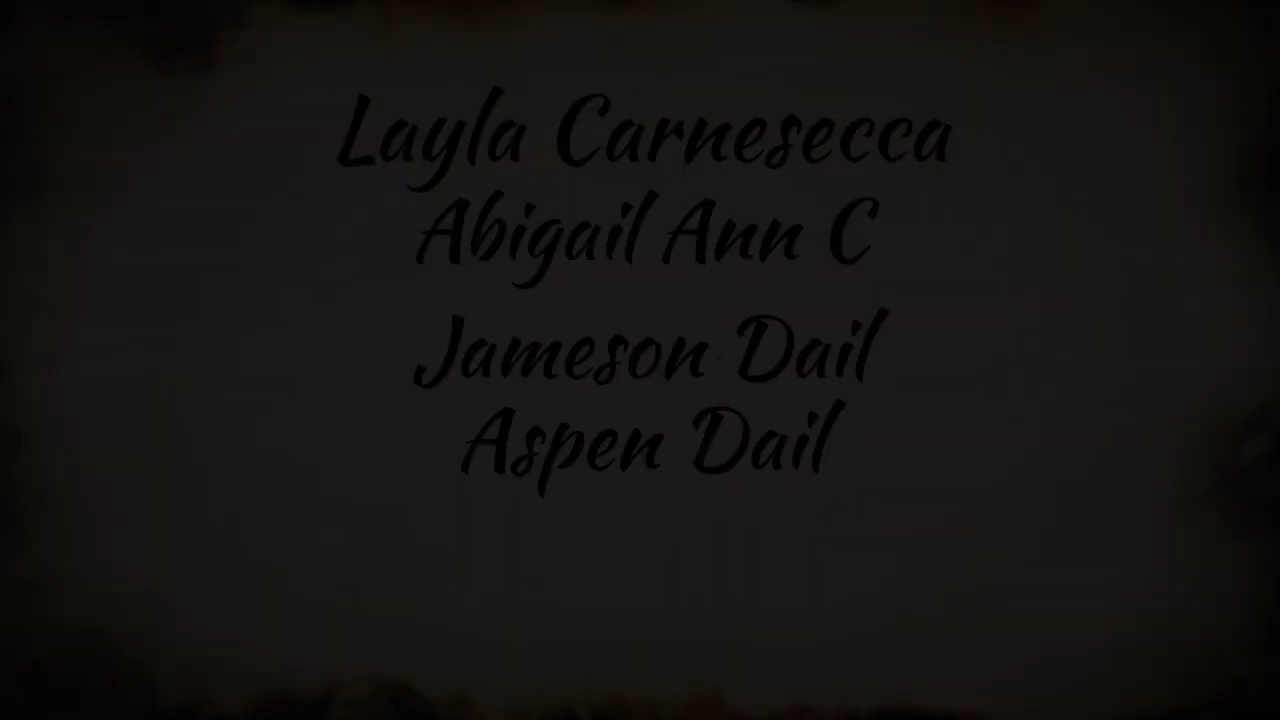 Layla Carnesecca
Abigail Ann C
Jameson Dail
Aspen Dail